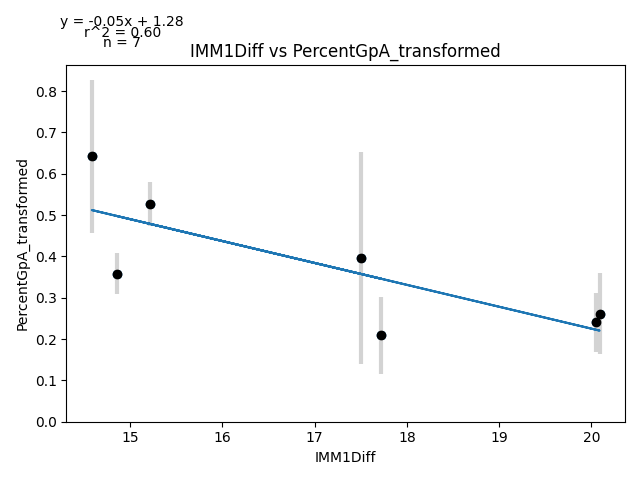 y = -0.05x + 1.28
r^2 = 0.60
n = 7
IMM1Diff vs PercentGpA_transformed
0.8
0.7
0.6
0.5
0.4
0.3
0.2
0.1
0.0
PercentGpA_transformed
15 16 17 18 19 20
IMM1Diff